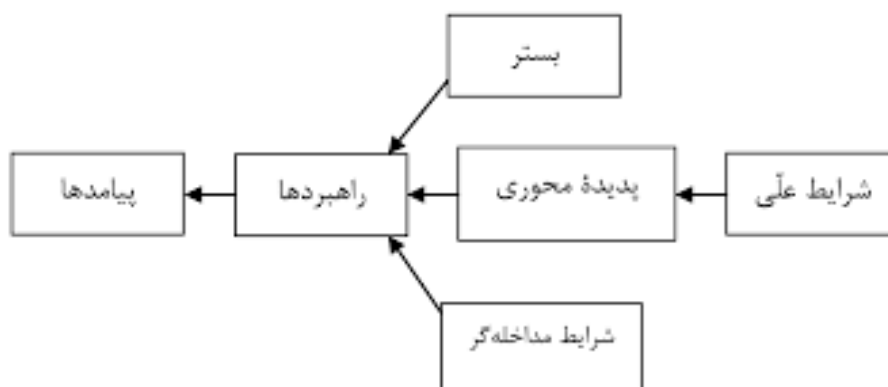 بستر
شرایط علّی
پدیدهٔ محوری
راهبردها
پیامدها
شرایط مداخله‌گر